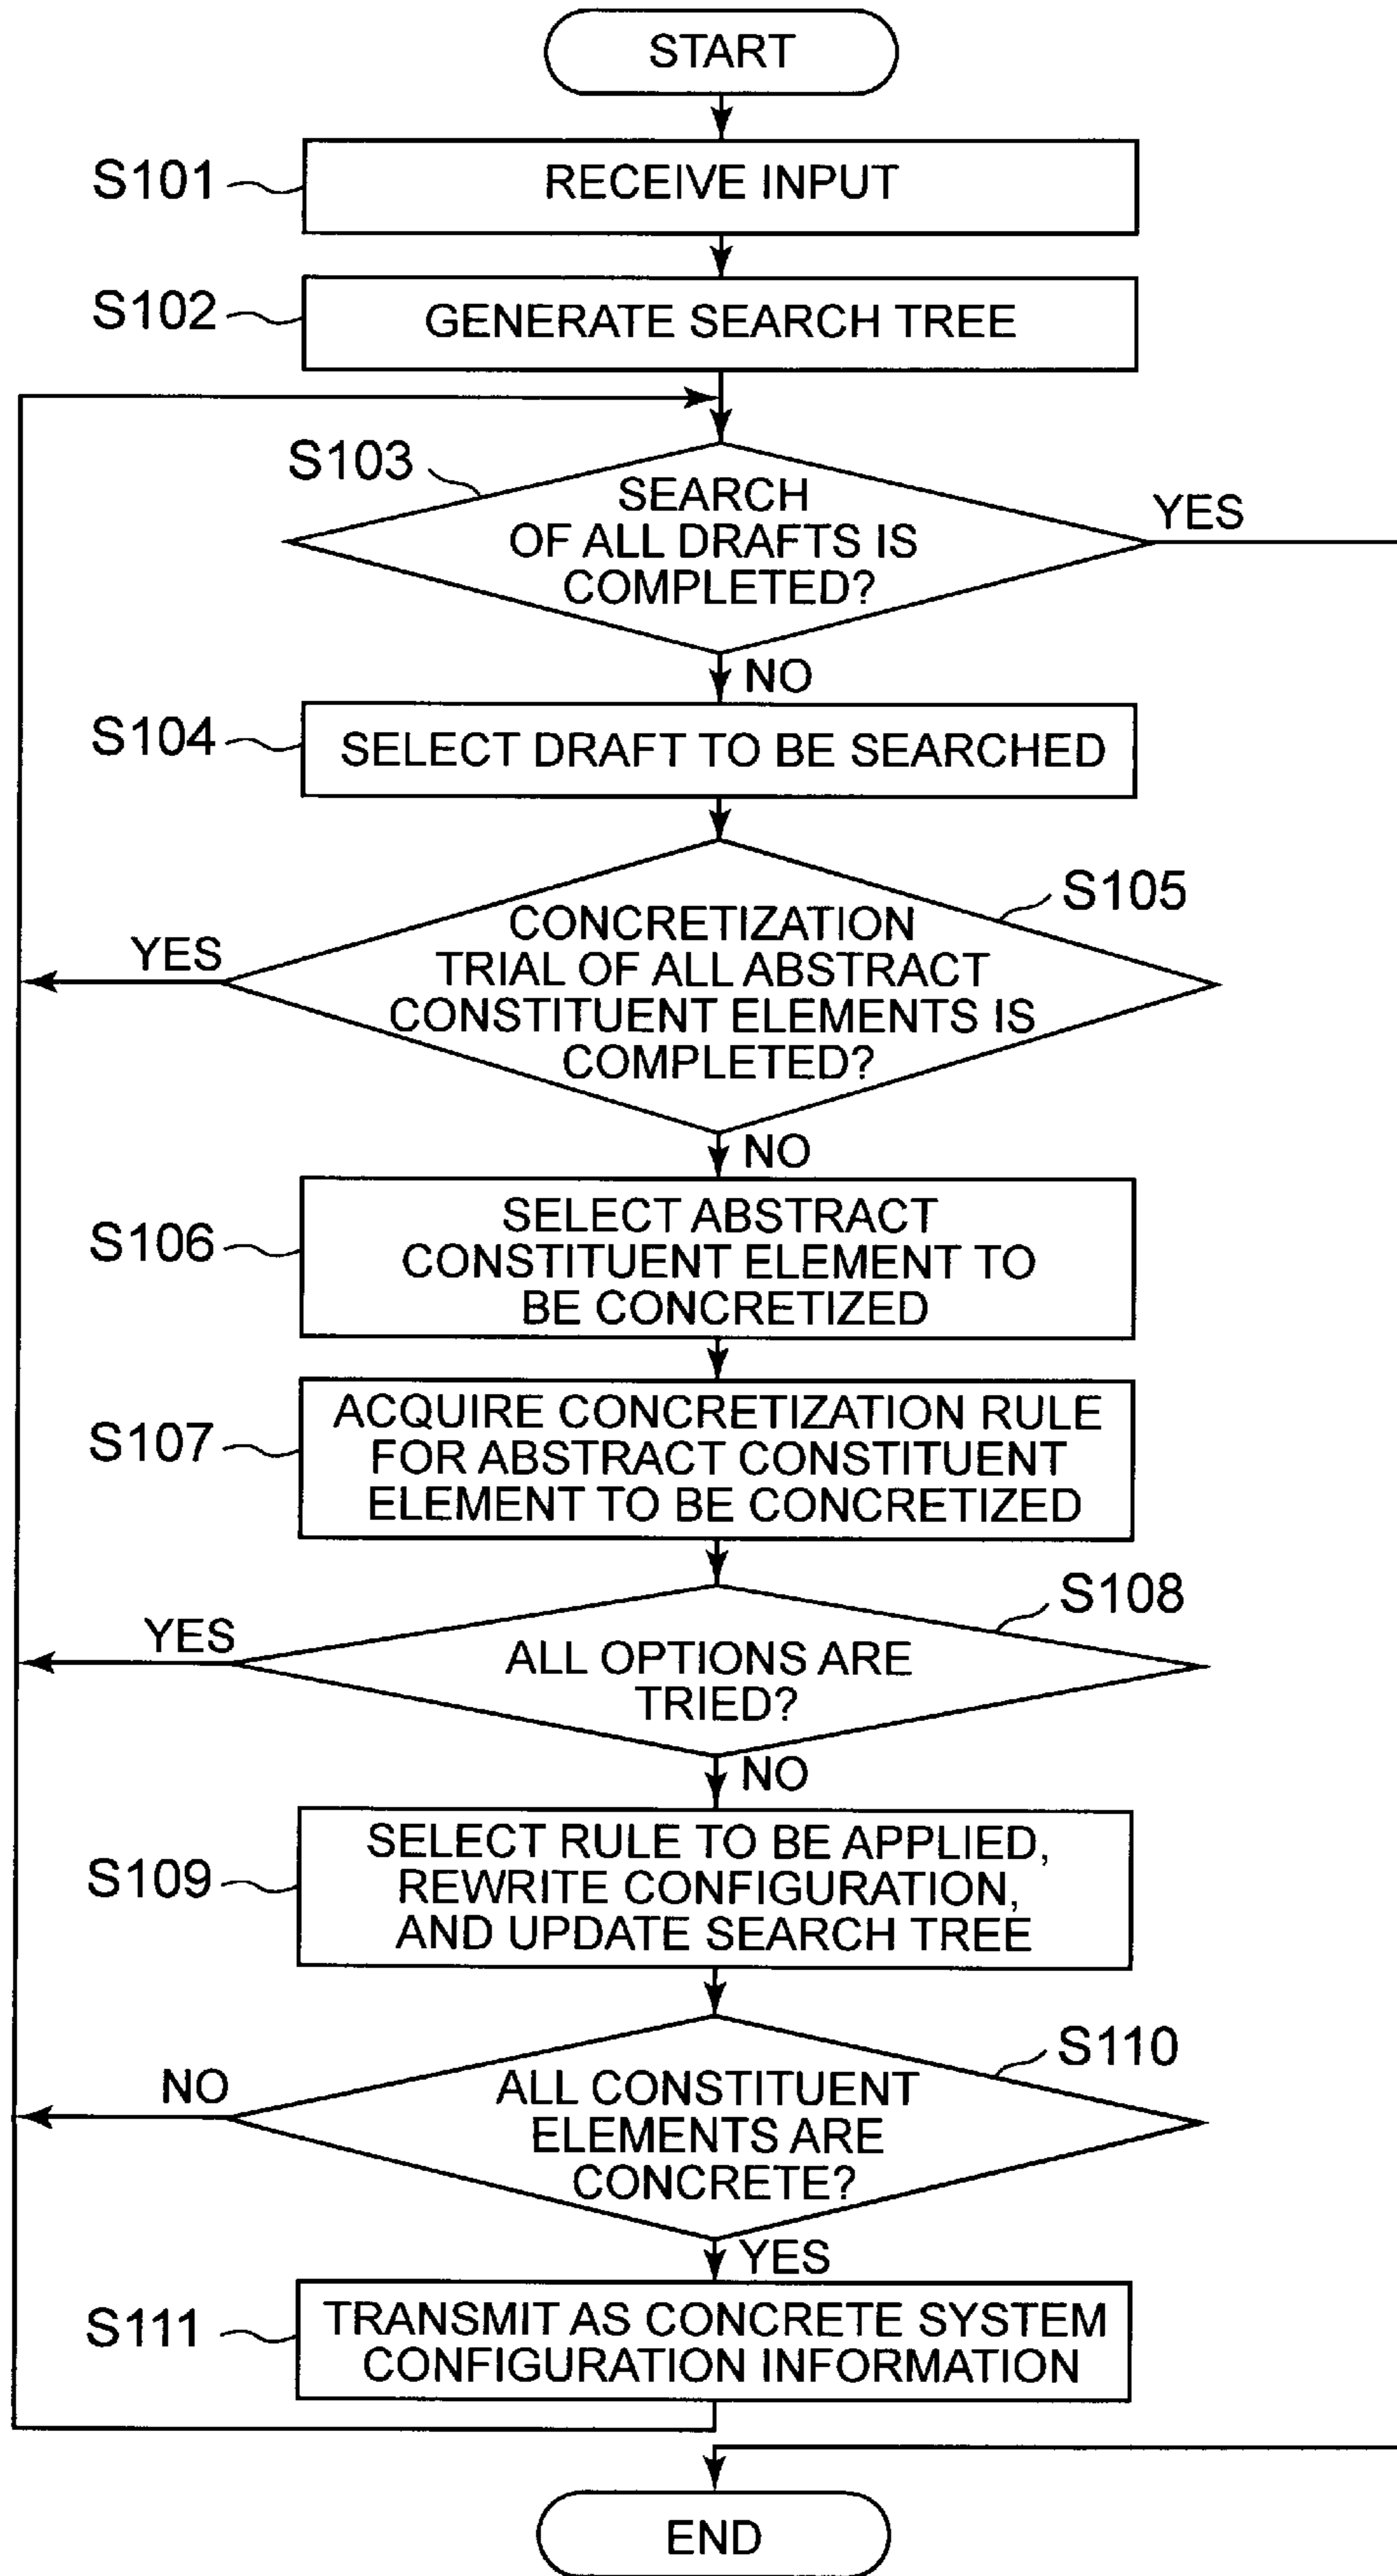 START
S101
RECEIVE INPUT
S102
GENERATE SEARCH TREE
S103
SEARCH
OF ALL DRAFTS IS
COMPLETED?
YES
NO
S104
SELECT DRAFT TO BE SEARCHED
S105
CONCRETIZATION
TRIAL OF ALL ABSTRACT
CONSTITUENT ELEMENTS IS
COMPLETED?
YES
NO
S106
SELECT ABSTRACT
CONSTITUENT ELEMENT TO
BE CONCRETIZED
S107
ACQUIRE CONCRETIZATION RULE
FOR ABSTRACT CONSTITUENT
ELEMENT TO BE CONCRETIZED
S108
YES
ALL OPTIONS ARE
TRIED?
NO
S109
SELECT RULE TO BE APPLIED,
REWRITE CONFIGURATION,
AND UPDATE SEARCH TREE
S110
NO
ALL CONSTITUENT
ELEMENTS ARE
CONCRETE?
YES
S111
TRANSMIT AS CONCRETE SYSTEM
CONFIGURATION INFORMATION
END